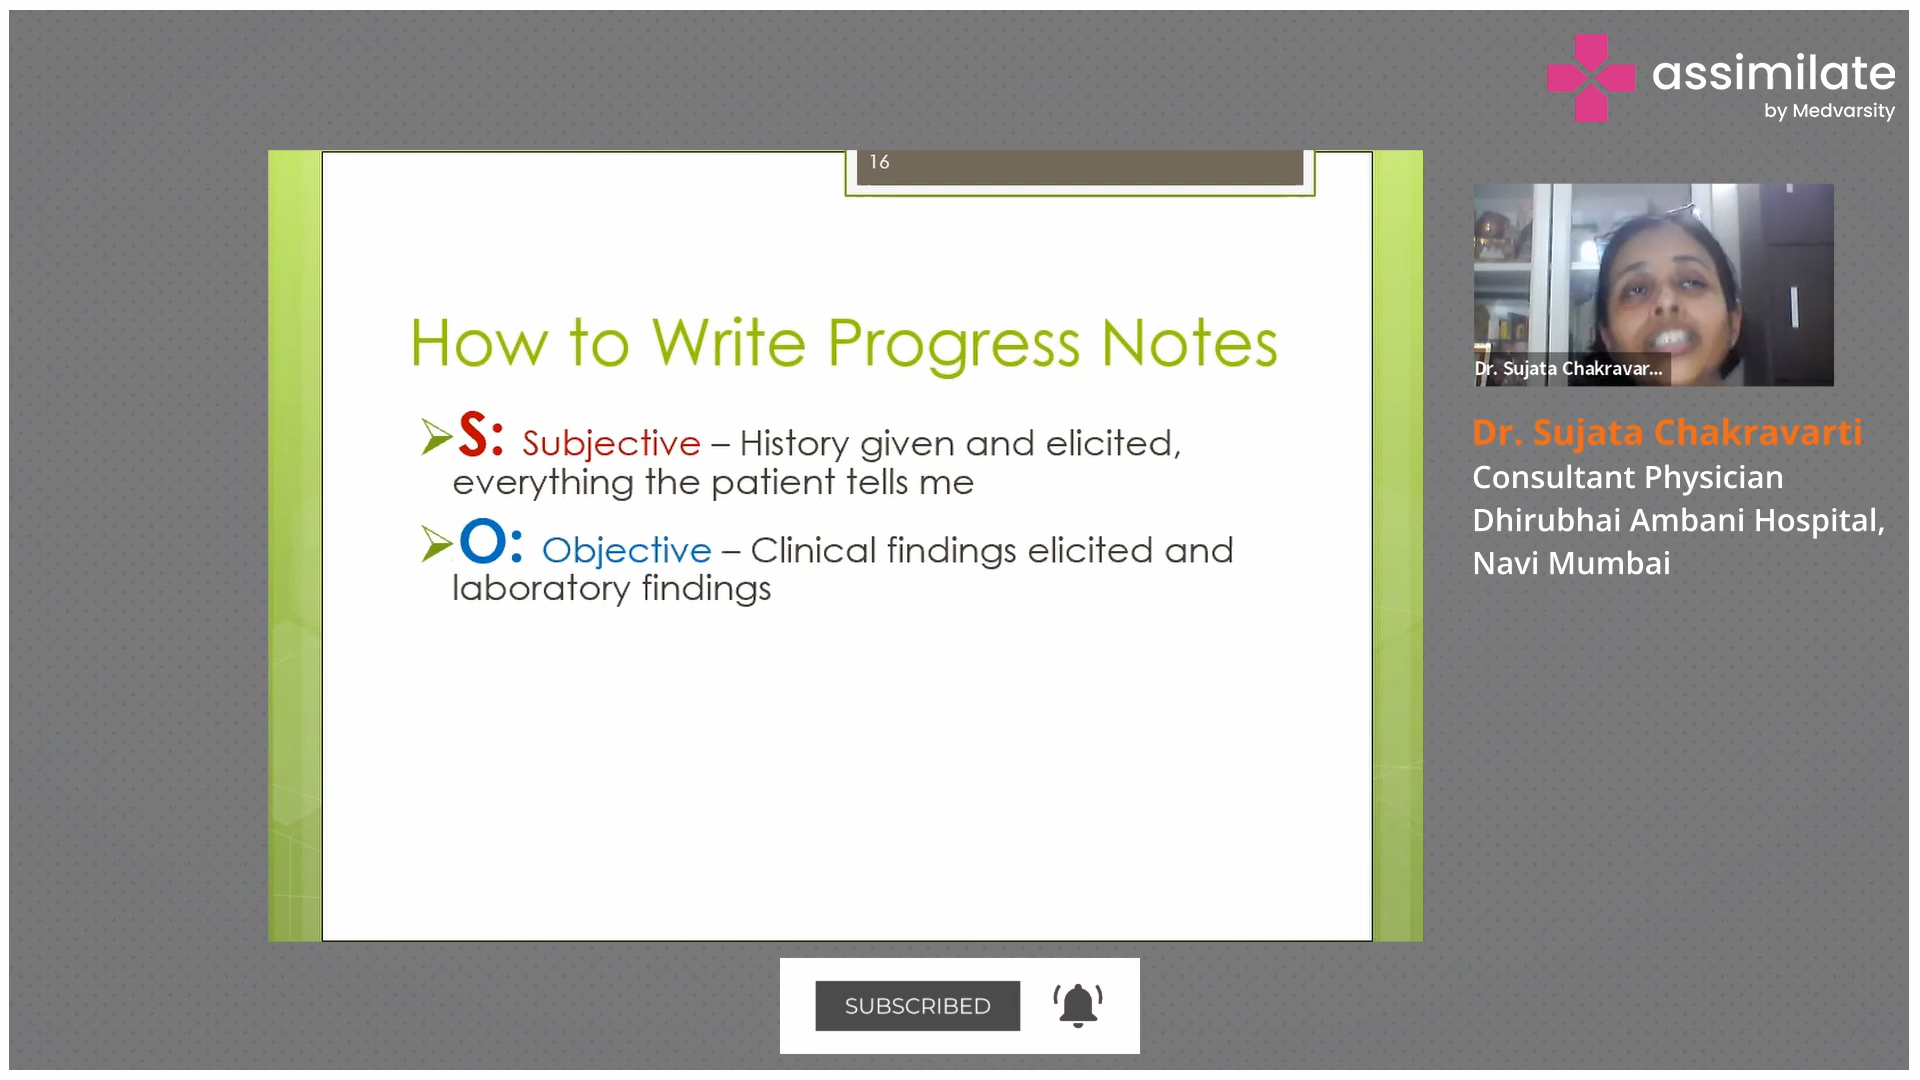 assimilate
by Medvarsity
16
How to Write Progress Notes
S: Subjective – History given and elicited,
everything the patient tells me
O: Objective – Clinical findings elicited and
laboratory findings
Dr. Sujata Chakravar...
Dr. Sujata Chakravarti
Consultant Physician
Dhirubhai Ambani Hospital,
Navi Mumbai
SUBSCRIBED